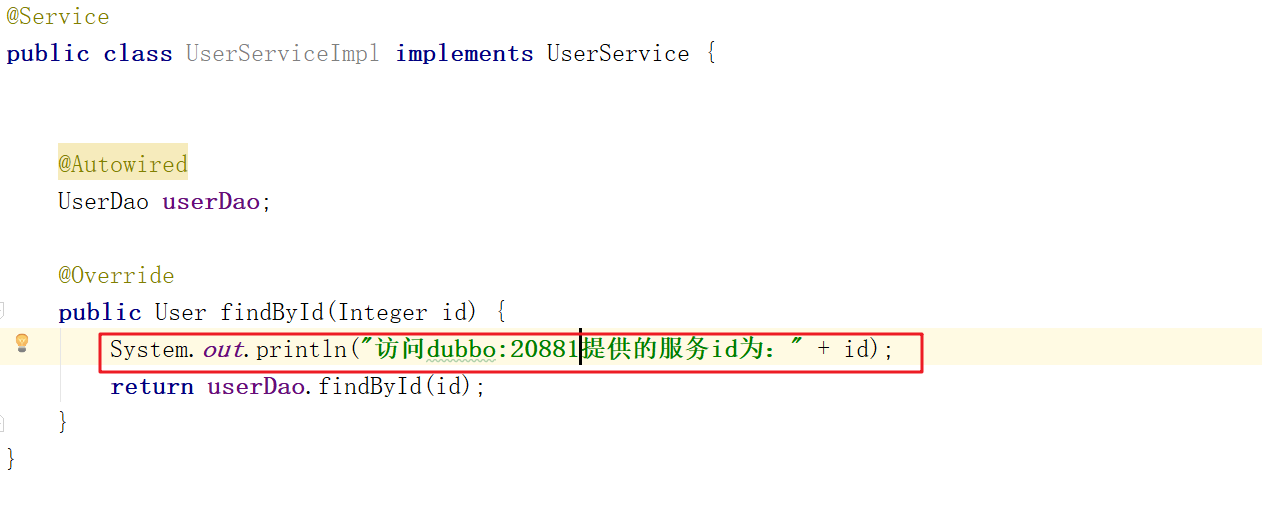 @Service
public class UserServiceImpl implements UserService {
@Autowired
UserDao userDao;
@Override
public User findById(Integer id) {
System.out.println("访问dubbo:20881提供的服务id为：" + id);
return userDao.findById(id);
}
}